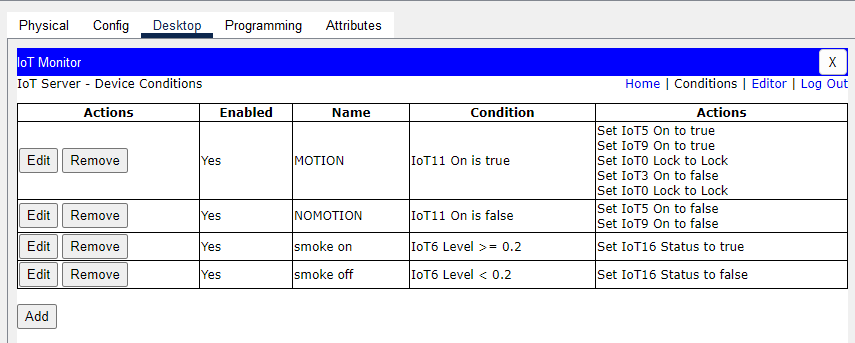 Physical Config Desktop Programming Attributes
IoT Monitor X
IoT Server - Device Conditions Home | Conditions | Editor | Log Out
Actions Enabled Name Condition Actions
Edit Remove Yes MOTION IoT11 On is true
Set IoT5 On to true
Set IoT9 On to true
Set IoT0 Lock to Lock
Set IoT3 On to false
Set IoT0 Lock to Lock
Edit Remove Yes NOMOTION IoT11 On is false
Set IoT5 On to false
Set IoT9 On to false
Edit Remove Yes smoke on IoT6 Level >= 0.2 Set IoT16 Status to true
Edit Remove Yes smoke off IoT6 Level < 0.2 Set IoT16 Status to false
Add